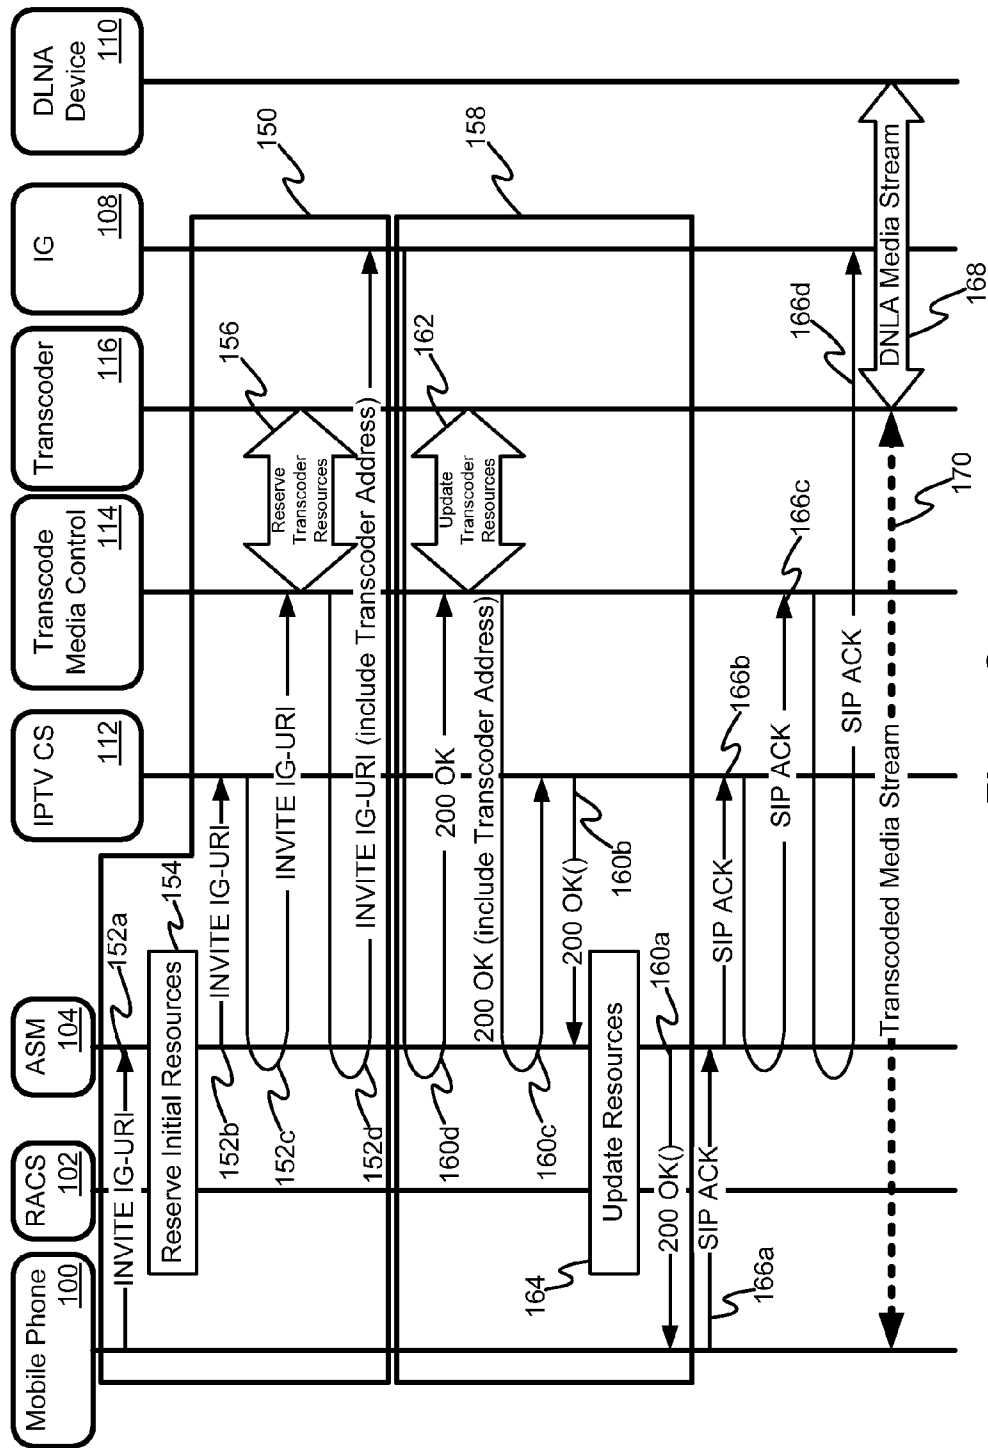 Mobile Phone
100
RACS
102
ASM
104
IPTV CS
112
Transcode
Media Control
114
Transcoder
116
IG
108
DLNA
Device
110
INVITE IG-URI
152a
Reserve Initial Resources
154
INVITE IG-URI
152b
INVITE IG-URI
152c
Reserve
Transcoder
Resources
156
150
INVITE IG-URI (include Transcoder Address)
152d
200 OK
160d
Update
Transcoder
Resources
162
158
200 OK (include Transcoder Address)
160c
200 OK()
160b
Update Resources
164
200 OK()
160a
SIP ACK
166a
SIP ACK
166b
SIP ACK
166c
SIP ACK
166d
Transcoded Media Stream
170
DNLA Media Stream
168